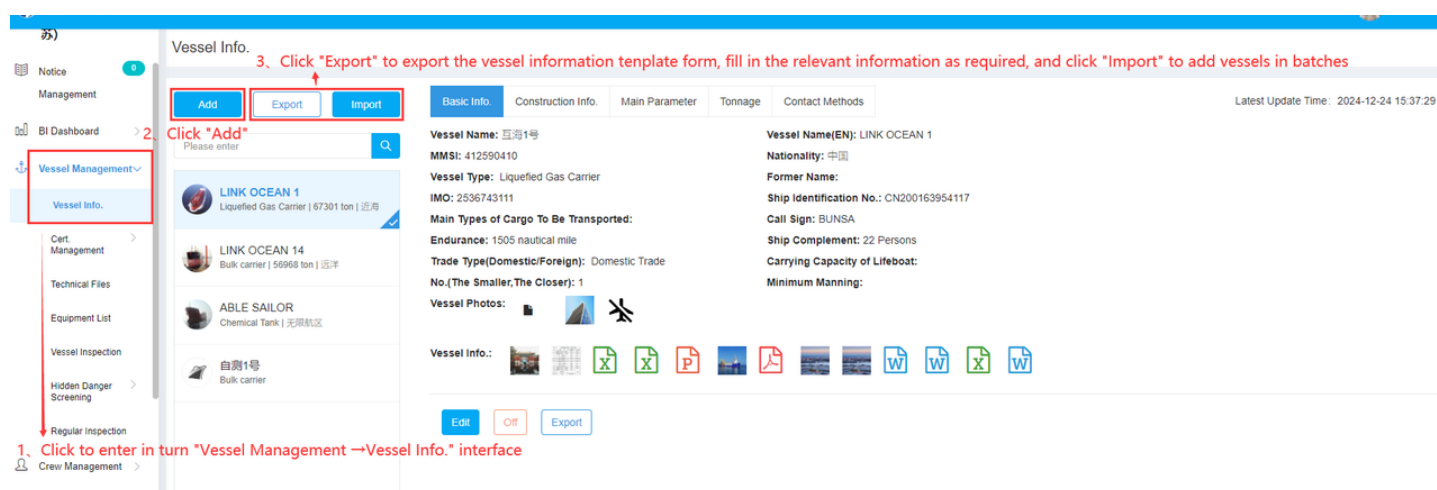 苏)
Vessel Info.
3、Click "Export" to export the vessel information tenplate form, fill in the relevant information as required, and click "Import" to add vessels in batches
Notice
Management
0
BI Dashboard
Vessel Management
Vessel Info.
Cert.
Management
Technical Files
Equipment List
Vessel Inspection
Hidden Danger
Screening
Regular Inspection
Crew Management
1、Click to enter in turn "Vessel Management →Vessel Info." interface
Add
Export
Import
2、Click "Add"
Please enter
LINK OCEAN 1
Liquefied Gas Carrier | 67301 ton | 近海
LINK OCEAN 14
Bulk carrier | 56968 ton | 远洋
ABLE SAILOR
Chemical Tank | 无限航区
自测1号
Bulk carrier
Basic Info.
Construction Info.
Main Parameter
Tonnage
Contact Methods
Latest Update Time: 2024-12-24 15:37:29
Vessel Name: 互海1号
Vessel Name(EN): LINK OCEAN 1
MMSI: 412590410
Nationality: 中国
Vessel Type: Liquefied Gas Carrier
Former Name:
IMO: 2536743111
Ship Identification No.: CN200163954117
Main Types of Cargo To Be Transported:
Call Sign: BUNSA
Endurance: 1505 nautical mile
Ship Complement: 22 Persons
Trade Type(Domestic/Foreign): Domestic Trade
Carrying Capacity of Lifeboat:
No.(The Smaller,The Closer): 1
Minimum Manning:
Vessel Photos:
Vessel Info.:
X
X
P
W
W
X
W
Edit
Off
Export